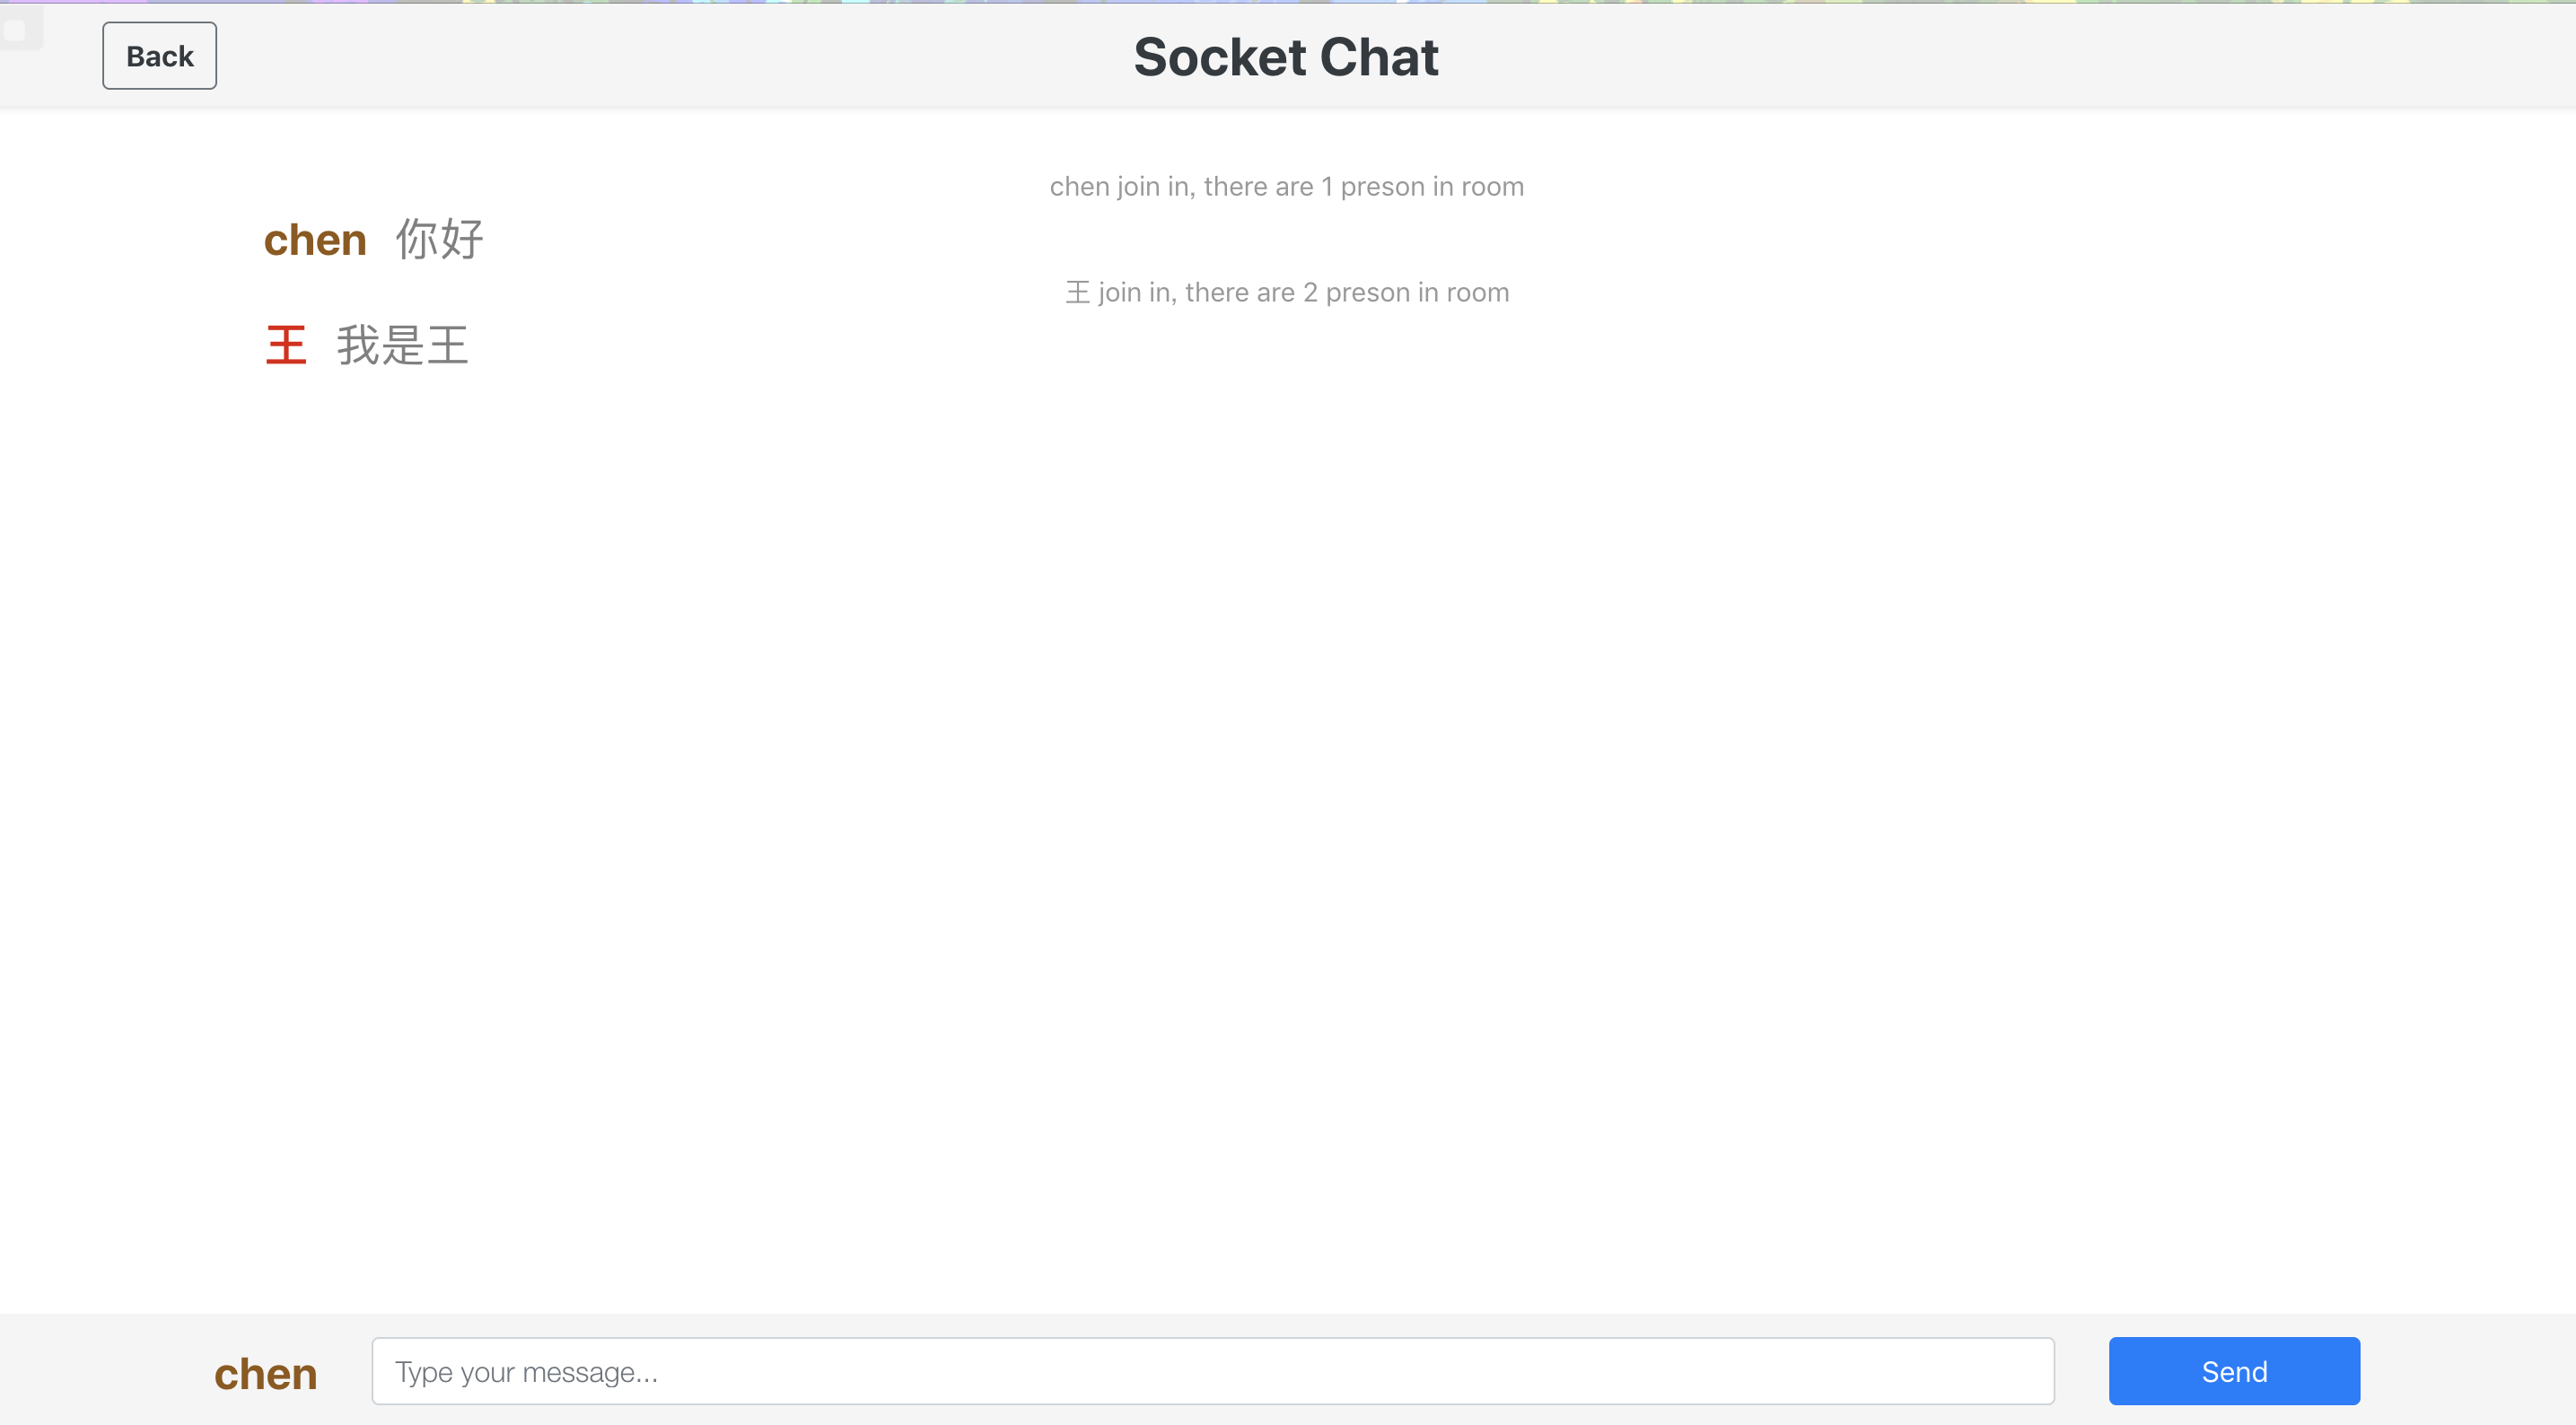 Back
Socket Chat
chen join in, there are 1 preson in room
chen 你好
王 join in, there are 2 preson in room
王 我是王
chen
Type your message...
Send